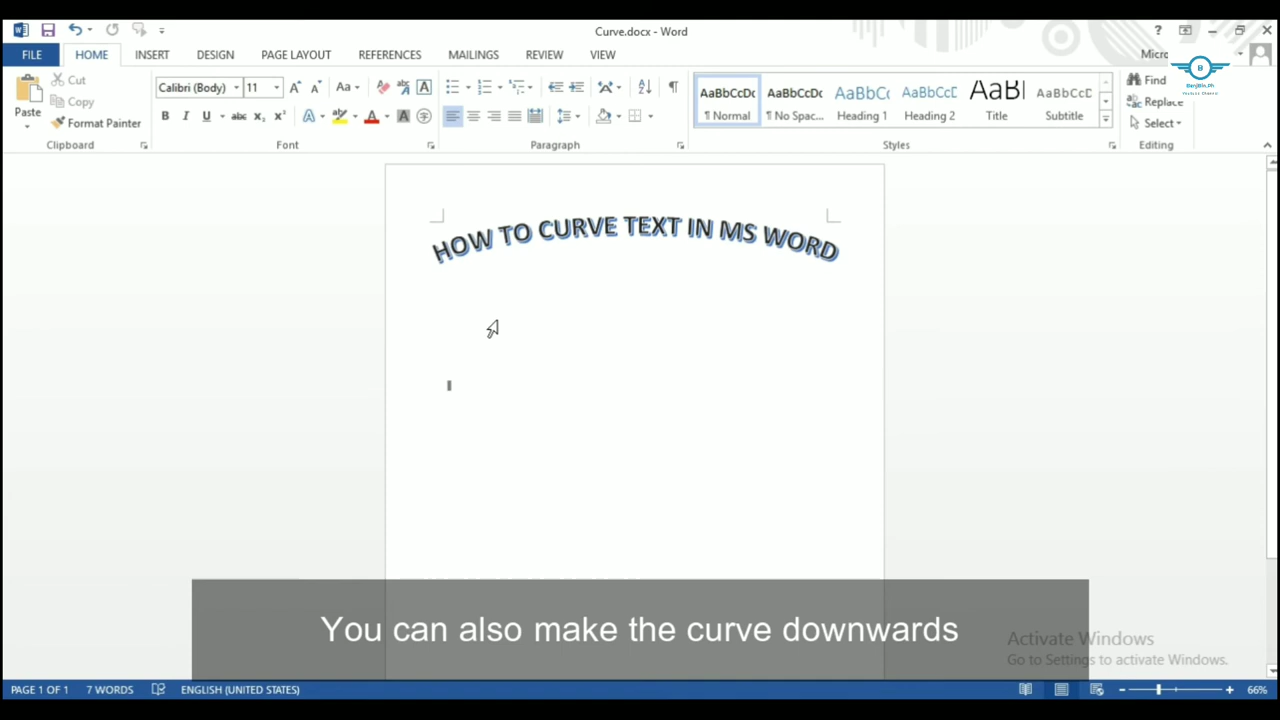 Curve.docx - Word
?
FILE HOME INSERT DESIGN PAGE LAYOUT REFERENCES MAILINGS REVIEW VIEW
Paste
Cut
Copy
Format Painter
Clipboard
Calibri (Body) 11
Font
Paragraph
AaBbCcDc AaBbCcDc AaBbCc AaBbCcD AaBl AaBbCcD
¶ Normal ¶ No Spac... Heading 1 Heading 2 Title Subtitle
Styles
Find
Replace
Select
Editing
HOW TO CURVE TEXT IN MS WORD
You can also make the curve downwards
Activate Windows
Go to Settings to activate Windows.
PAGE 1 OF 1 7 WORDS ENGLISH (UNITED STATES) 66%